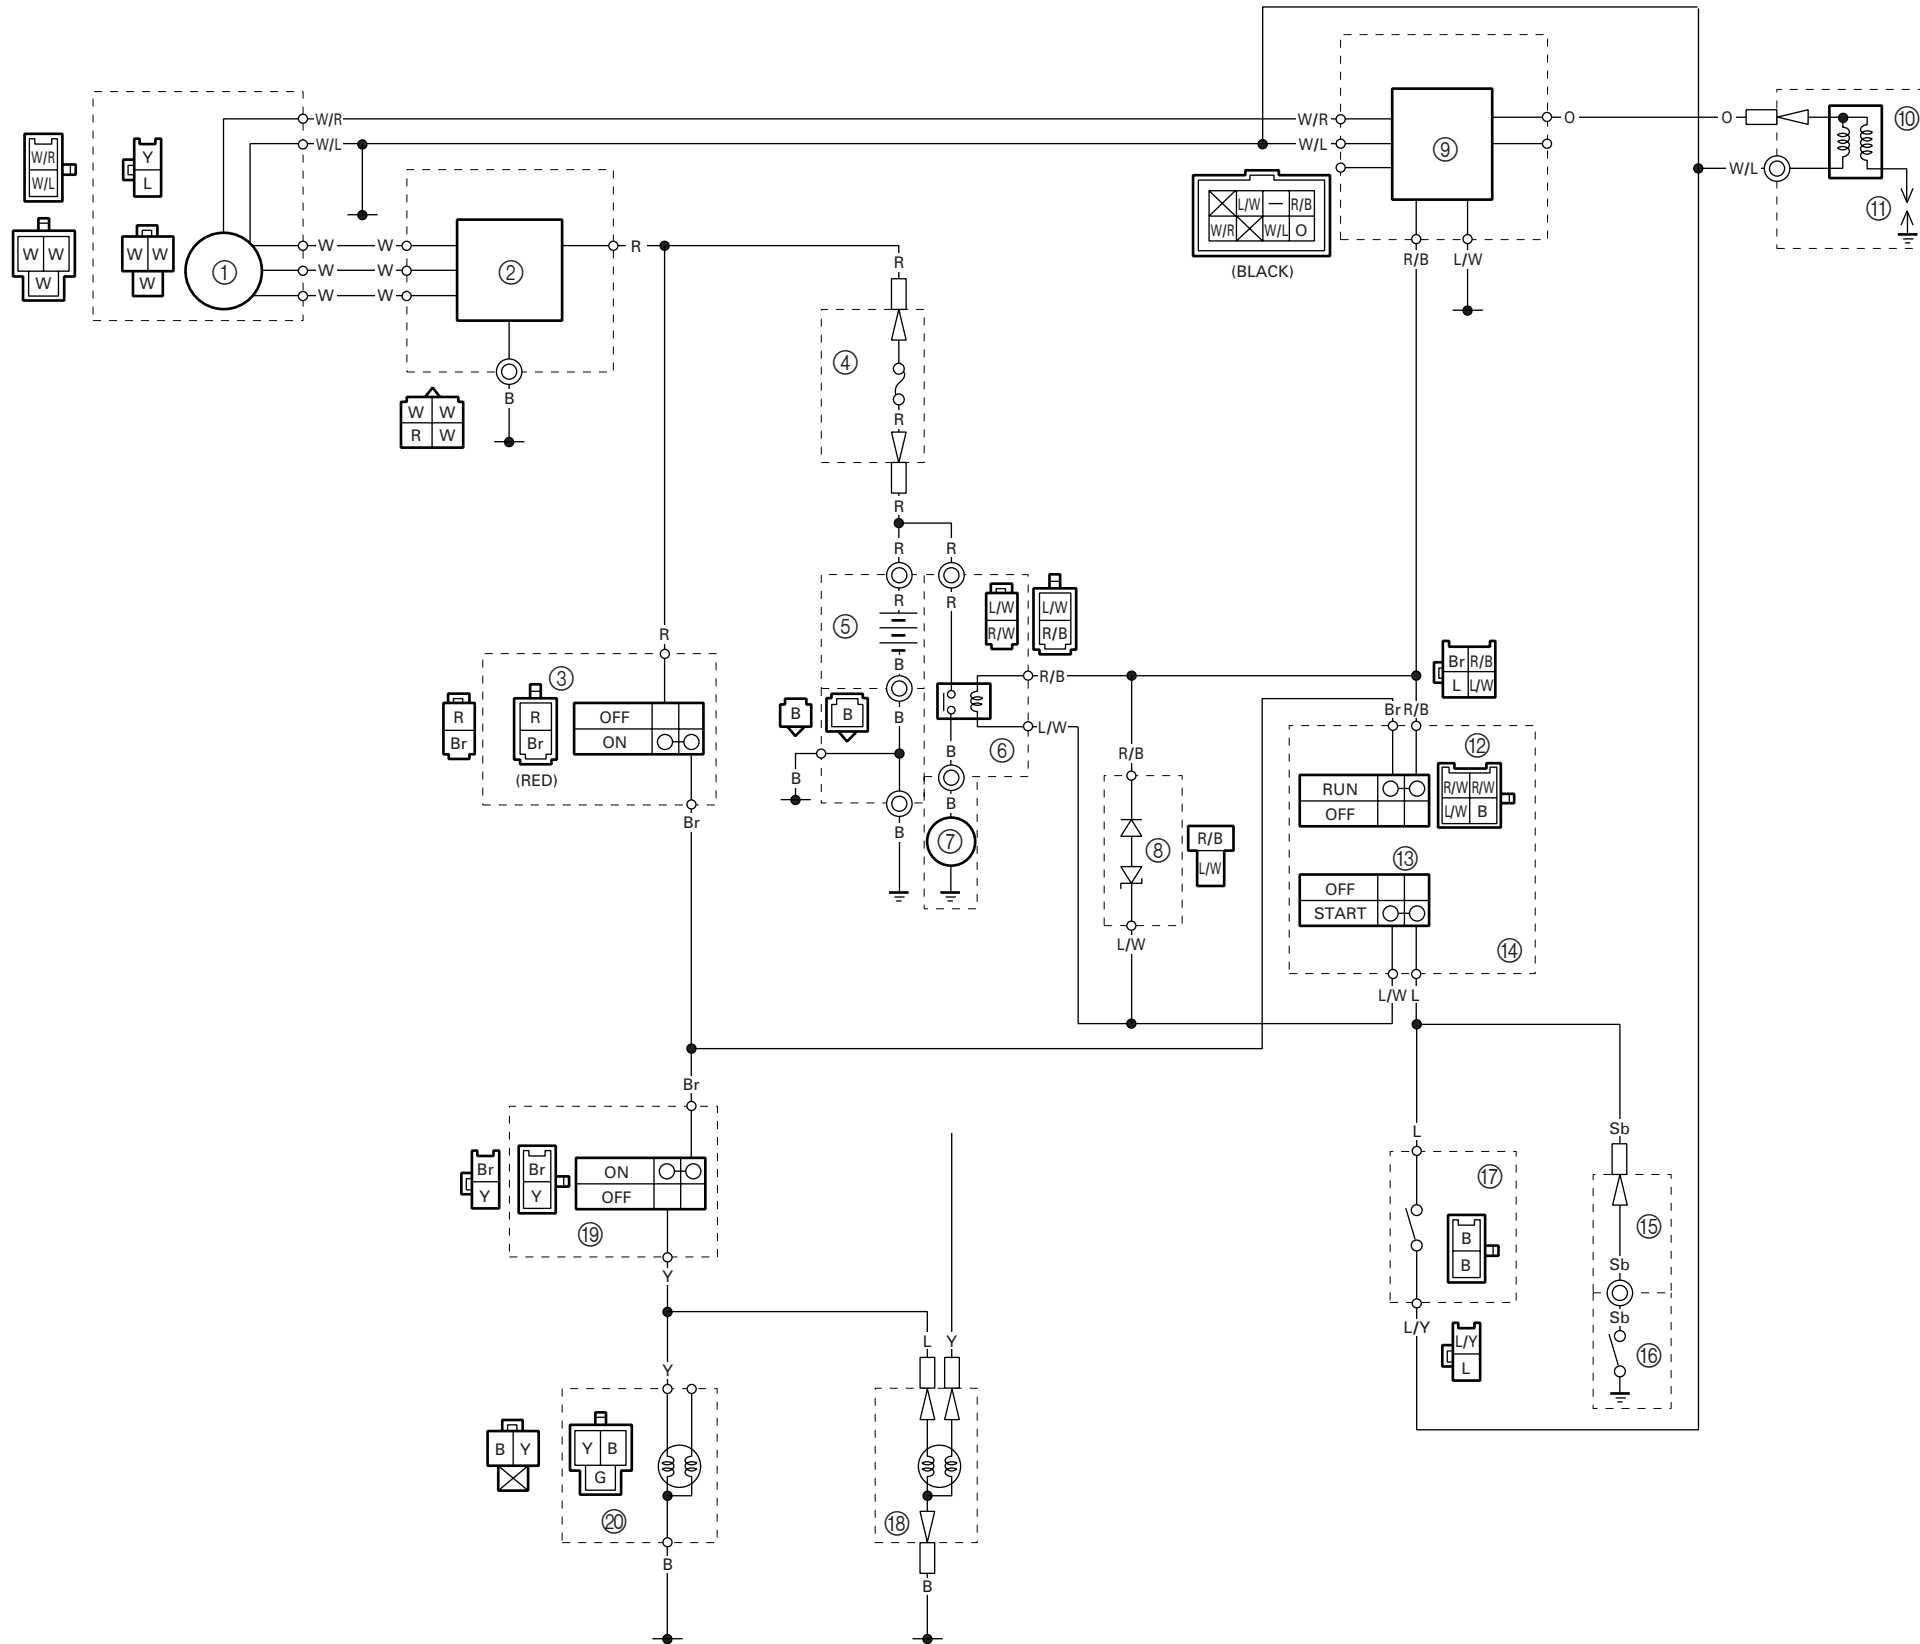 W/R W/R O O ⑩
W/R Y W/L W/L ⑨
W/L L W/L
L/W — R/B ⑪
W/R W/L O
W W W W ① W W ② R R/B L/W
W W W W (BLACK)
W W R
④
B
W W R
R W
R
R R
R R L/W L/W
⑤ R/W R/B
R B R/B Br R/B
③ L L/W
R R OFF B B B L/W Br R/B
Br Br ON ⑥ ⑫
(RED) B B R/B RUN R/W R/W
B OFF L/W B
Br B ⑦ ⑧ R/B ⑬
L/W OFF
START
L/W ⑭
L/W L
Br
L Sb
Br Br ON ⑰
Y Y OFF B ⑮
⑲ B Sb
Y Sb
L Y L/Y L/Y ⑯
Y L
B Y Y B
G
⑳ ⑱
B B